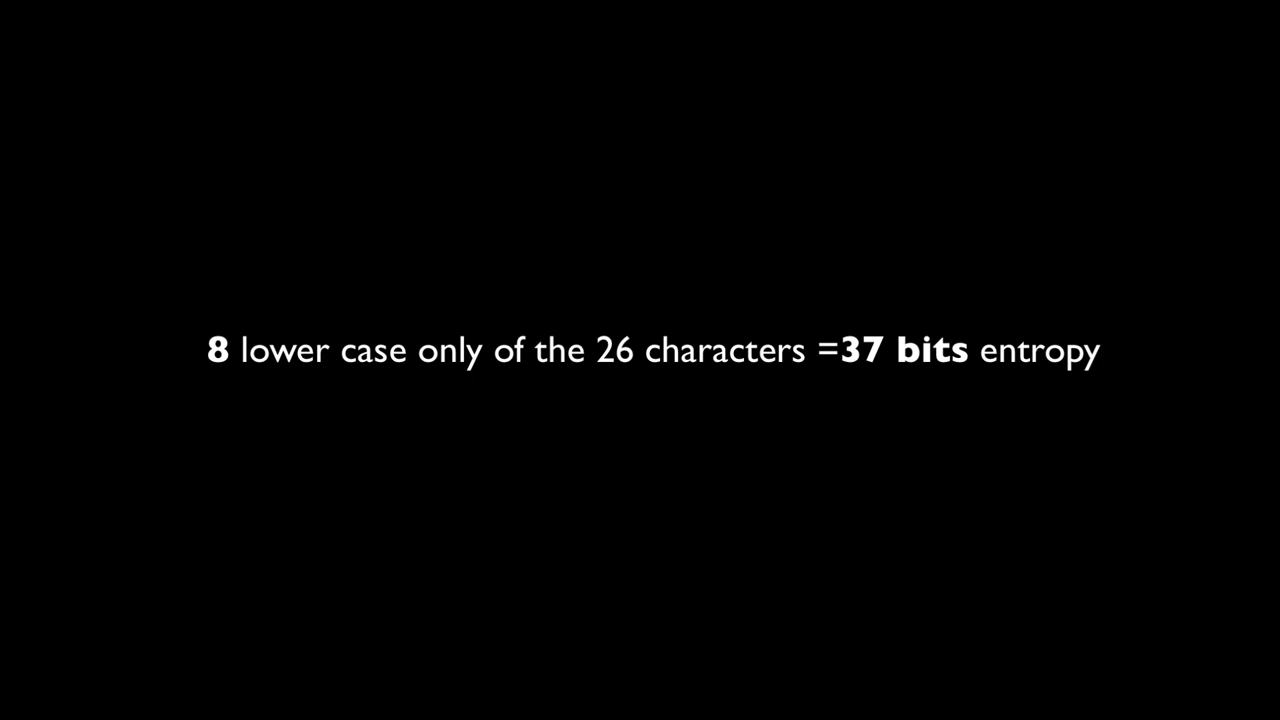 8 lower case only of the 26 characters =37 bits entropy